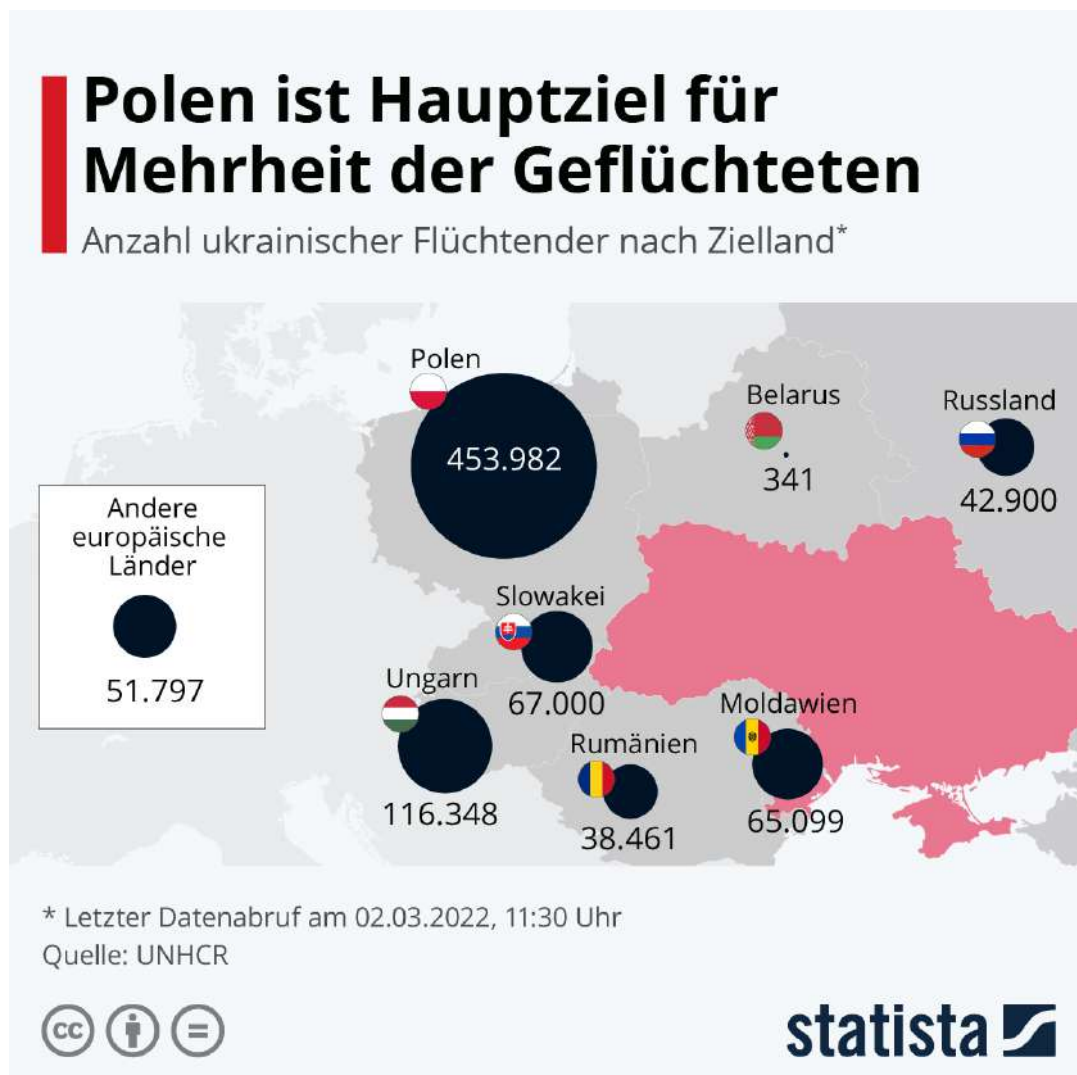 Polen ist Hauptziel für
Mehrheit der Geflüchteten
Anzahl ukrainischer Flüchtender nach Zielland*
Polen
453.982
Belarus
341
Russland
42.900
Andere
europäische
Länder
51.797
Slowakei
67.000
Ungarn
116.348
Rumänien
38.461
Moldawien
65.099
* Letzter Datenabruf am 02.03.2022, 11:30 Uhr
Quelle: UNHCR
cc
statista